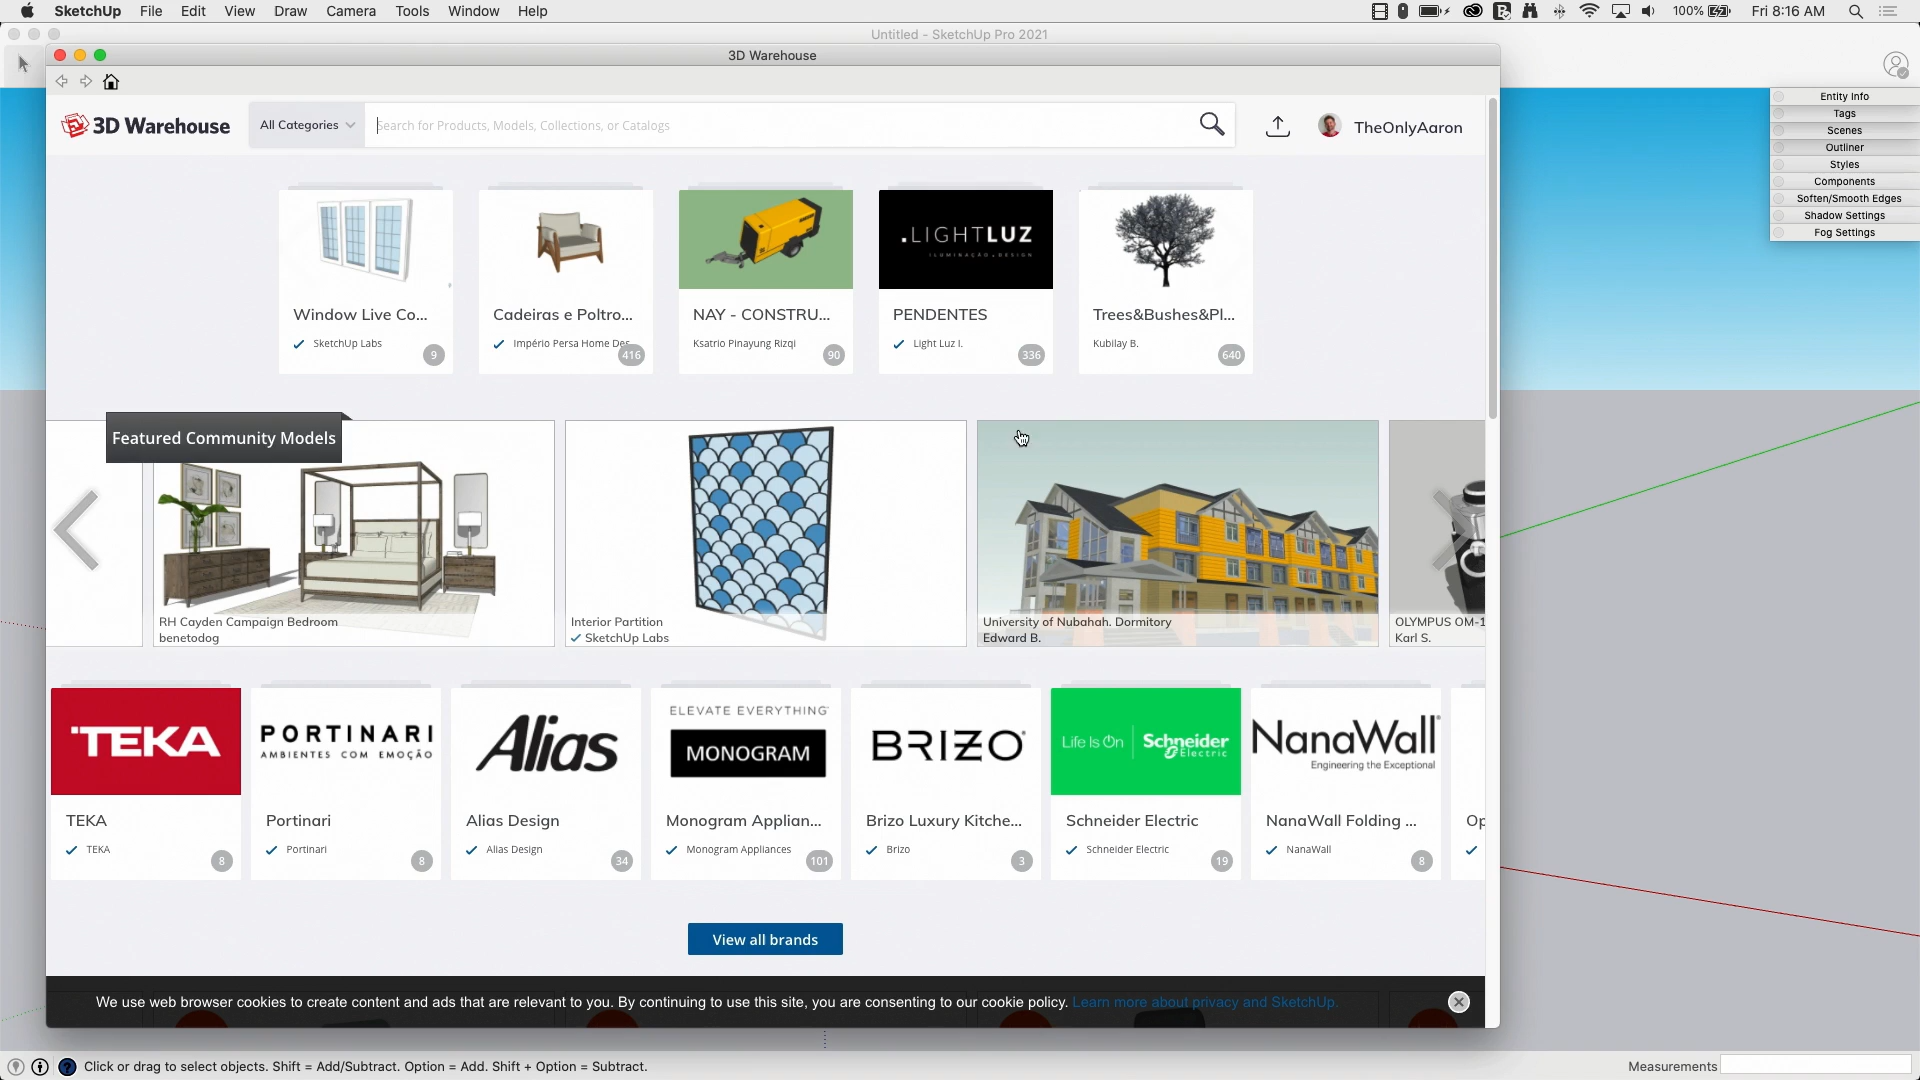 SketchUp File Edit View Draw Camera Tools Window Help
100% Fri 8:16 AM
Untitled - SketchUp Pro 2021
3D Warehouse
3D Warehouse
All Categories
Search for Products, Models, Collections, or Catalogs
TheOnlyAaron
Entity Info
Tags
Scenes
Outliner
Styles
Components
Soften/Smooth Edges
Shadow Settings
Fog Settings
Window Live Co...
SketchUp Labs
9
Cadeiras e Poltro...
Império Persa Home Des
416
NAY - CONSTRU...
Ksatrio Pinayung Rizqi
90
.LIGHTLUZ
ILUMINAÇÃO.DESIGN
PENDENTES
Light Luz I.
336
Trees&Bushes&Pl...
Kubilay B.
640
Featured Community Models
RH Cayden Campaign Bedroom
benetodog
Interior Partition
SketchUp Labs
University of Nubahah. Dormitory
Edward B.
OLYMPUS OM-1
Karl S.
TEKA
TEKA
TEKA
8
PORTINARI
AMBIENTES COM EMOÇÃO
Portinari
Portinari
8
Alias
Alias Design
Alias Design
34
ELEVATE EVERYTHING
MONOGRAM
Monogram Applian...
Monogram Appliances
101
BRIZO
Brizo Luxury Kitche...
Brizo
3
Life Is On Schneider Electric
Schneider Electric
Schneider Electric
19
NanaWall
Engineering the Exceptional
NanaWall Folding ...
NanaWall
8
Op
View all brands
We use web browser cookies to create content and ads that are relevant to you. By continuing to use this site, you are consenting to our cookie policy. Learn more about privacy and SketchUp.
Click or drag to select objects. Shift = Add/Subtract. Option = Add. Shift + Option = Subtract.
Measurements